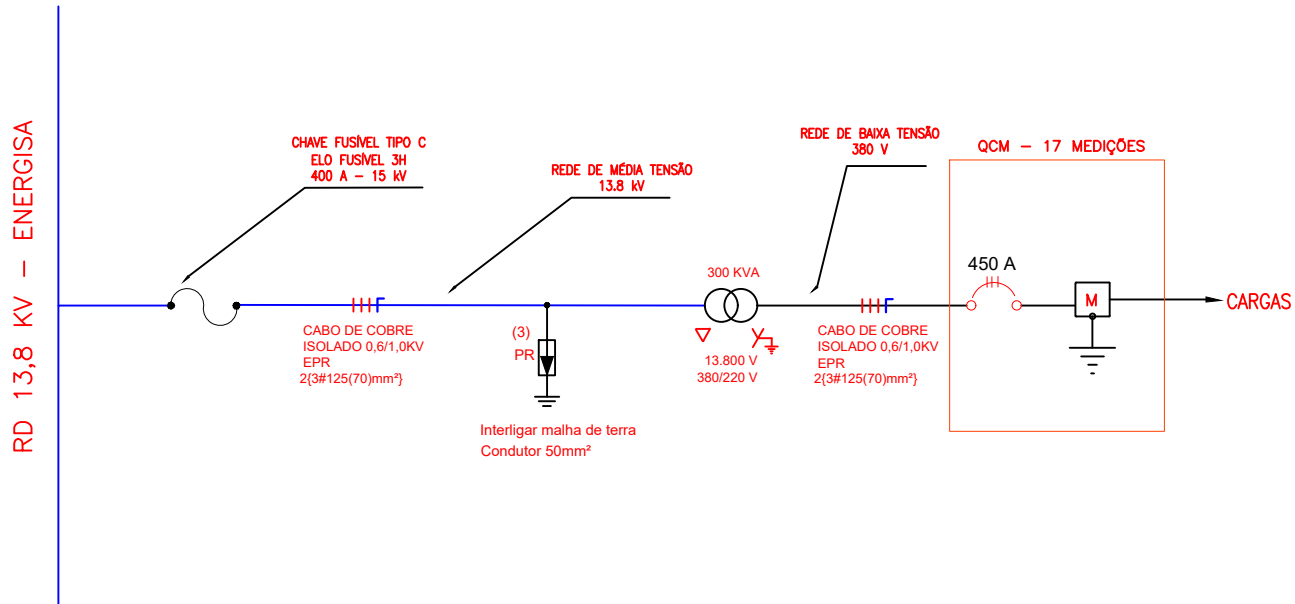 RD 13,8 KV - ENERGISA
CHAVE FUSÍVEL TIPO C
ELO FUSÍVEL 3H
400 A - 15 kV
REDE DE MÉDIA TENSÃO
13.8 kV
REDE DE BAIXA TENSÃO
380 V
QCM - 17 MEDIÇÕES
CABO DE COBRE
ISOLADO 0,6/1,0KV
EPR
2{3#125(70)mm²}
(3)
PR
Interligar malha de terra
Condutor 50mm²
300 KVA
13.800 V
380/220 V
CABO DE COBRE
ISOLADO 0,6/1,0KV
EPR
2{3#125(70)mm²}
450 A
M
CARGAS